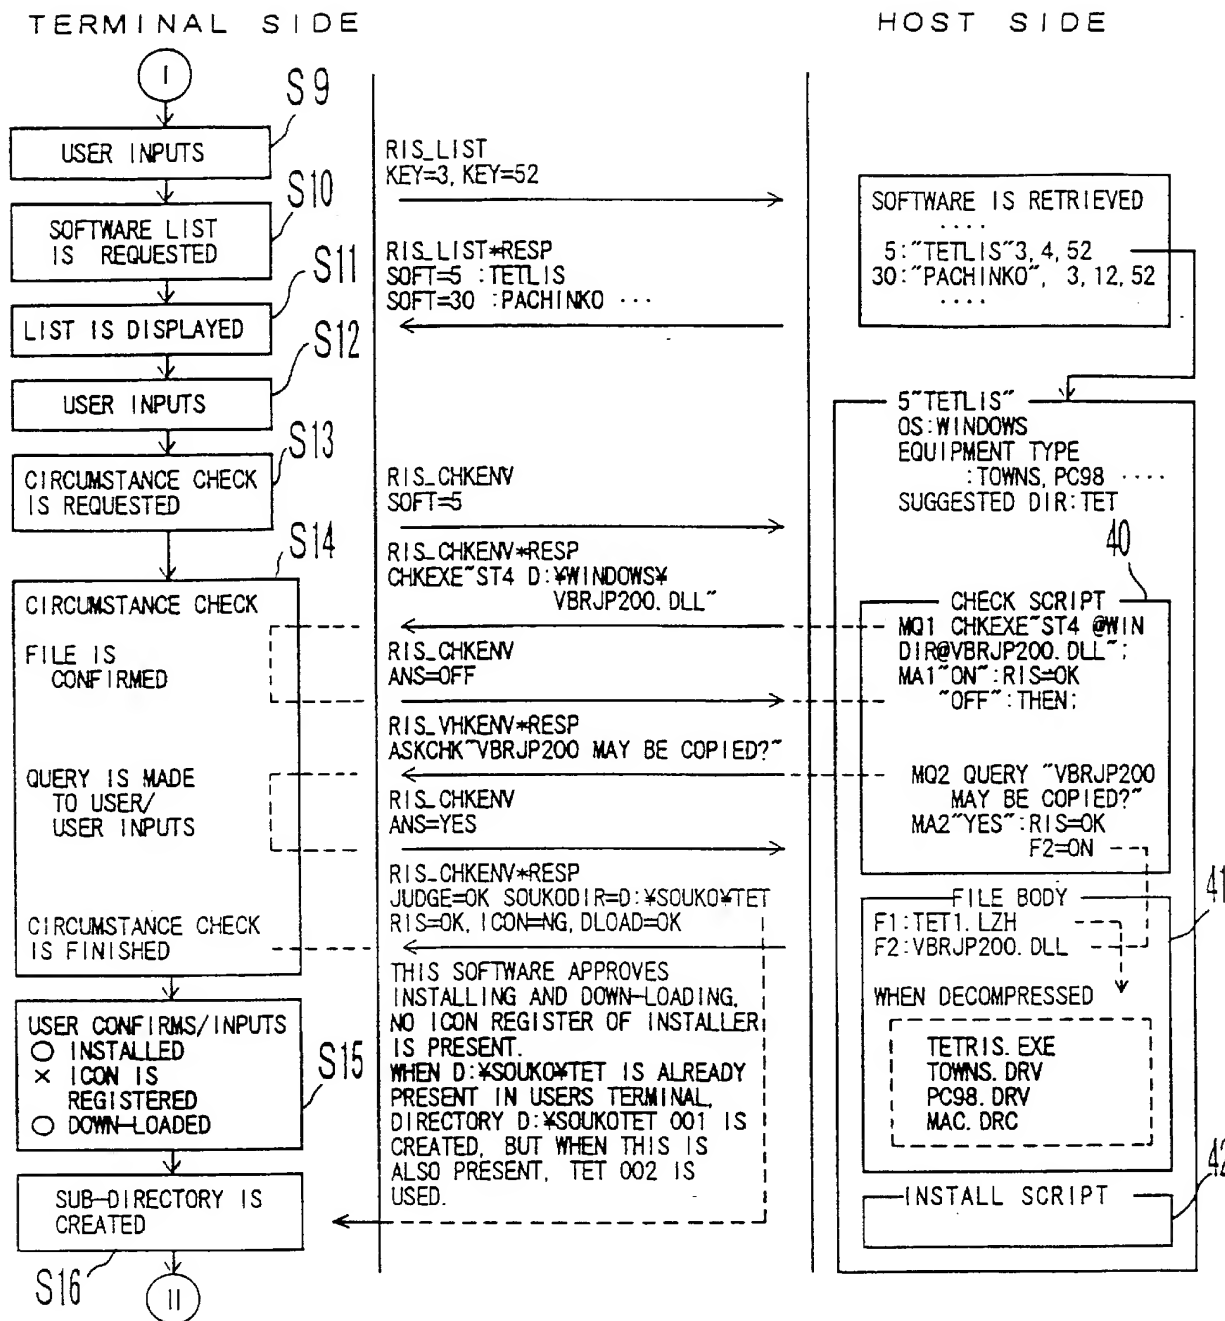 TERMINAL SIDE
HOST SIDE
I
S9
USER INPUTS
S10
SOFTWARE LIST
IS REQUESTED
S11
LIST IS DISPLAYED
S12
USER INPUTS
S13
CIRCUMSTANCE CHECK
IS REQUESTED
S14
CIRCUMSTANCE CHECK
FILE IS
CONFIRMED
QUERY IS MADE
TO USER/
USER INPUTS
CIRCUMSTANCE CHECK
IS FINISHED
USER CONFIRMS/INPUTS
○ INSTALLED
× ICON IS
REGISTERED
○ DOWN-LOADED
S15
SUB-DIRECTORY IS
CREATED
S16
II
RIS_LIST
KEY=3, KEY=52
RIS_LIST*RESP
SOFT=5 :TETLIS
SOFT=30 :PACHINKO ...
RIS_CHKENV
SOFT=5
RIS_CHKENV*RESP
CHKEXE"ST4 D:¥WINDOWS¥
VBRJP200.DLL"
RIS_CHKENV
ANS=OFF
RIS_VHKENV*RESP
ASKCHK"VBRJP200 MAY BE COPIED?"
RIS_CHKENV
ANS=YES
RIS_CHKENV*RESP
JUDGE=OK SOUKODIR=D:¥SOUKO¥TET
RIS=OK, ICON=NG, DLOAD=OK
THIS SOFTWARE APPROVES
INSTALLING AND DOWN-LOADING,
NO ICON REGISTER OF INSTALLER
IS PRESENT.
WHEN D:¥SOUKO¥TET IS ALREADY
PRESENT IN USERS TERMINAL,
DIRECTORY D:¥SOUKOTET 001 IS
CREATED, BUT WHEN THIS IS
ALSO PRESENT, TET 002 IS
USED.
SOFTWARE IS RETRIEVED
....
5:"TETLIS"3, 4, 52
30:"PACHINKO", 3, 12, 52
....
5"TETLIS"
OS:WINDOWS
EQUIPMENT TYPE
:TOWNS, PC98 ....
SUGGESTED DIR:TET
40
CHECK SCRIPT
MQ1 CHKEXE"ST4 @WIN
DIR@VBRJP200.DLL";
MA1"ON":RIS=OK
"OFF":THEN;
MQ2 QUERY "VBRJP200
MAY BE COPIED?"
MA2"YES":RIS=OK
F2=ON
41
FILE BODY
F1:TET1.LZH
F2:VBRJP200.DLL
WHEN DECOMPRESSED
TETRIS.EXE
TOWNS.DRV
PC98.DRV
MAC.DRC
42
INSTALL SCRIPT